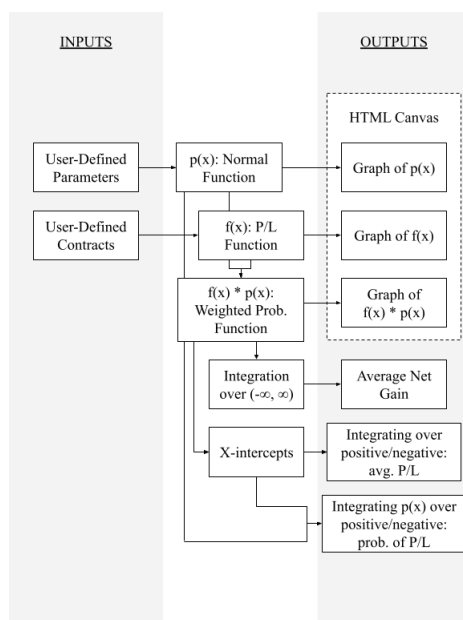 INPUTS
OUTPUTS
HTML Canvas
User-Defined
Parameters
p(x): Normal
Function
Graph of p(x)
User-Defined
Contracts
f(x): P/L
Function
Graph of f(x)
f(x) * p(x):
Weighted Prob.
Function
Graph of
f(x) * p(x)
Integration
over (-∞, ∞)
Average Net
Gain
X-intercepts
Integrating over
positive/negative:
avg. P/L
Integrating p(x) over
positive/negative:
prob. of P/L